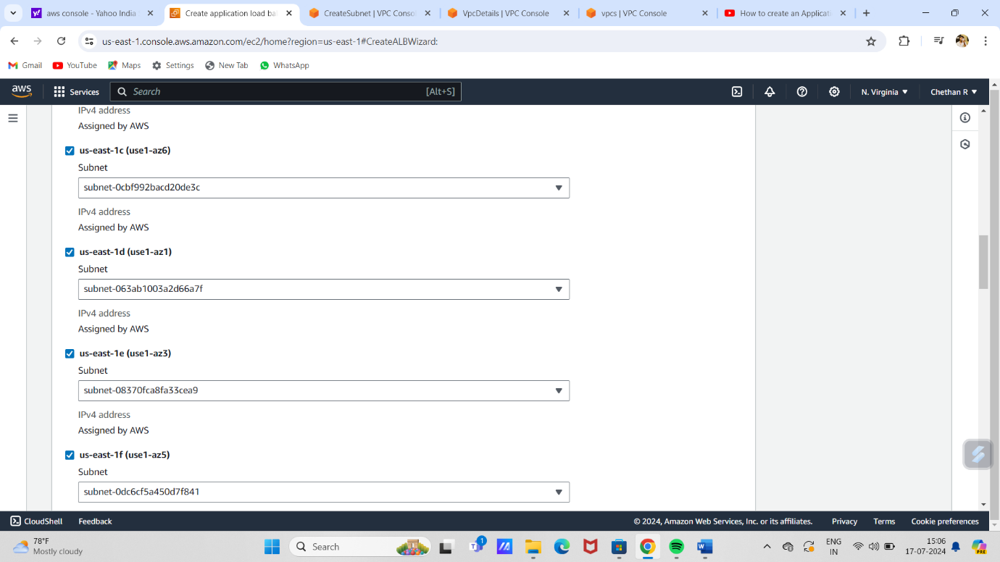 aws console - Yahoo India
Create application load ba
CreateSubnet | VPC Conso
VpcDetails | VPC Console
vpcs | VPC Console
How to create an Applicati
us-east-1.console.aws.amazon.com/ec2/home?region=us-east-1#CreateALBWizard:
Gmail
YouTube
Maps
Settings
New Tab
WhatsApp
aws
Services
Search
[Alt+S]
N. Virginia
Chethan R
IPv4 address
Assigned by AWS
us-east-1c (use1-az6)
Subnet
subnet-0cbf992bacd20de3c
IPv4 address
Assigned by AWS
us-east-1d (use1-az1)
Subnet
subnet-063ab1003a2d66a7f
IPv4 address
Assigned by AWS
us-east-1e (use1-az3)
Subnet
subnet-08370fca8fa33cea9
IPv4 address
Assigned by AWS
us-east-1f (use1-az5)
Subnet
subnet-0dc6cf5a450d7f841
CloudShell
Feedback
© 2024, Amazon Web Services, Inc. or its affiliates.
Privacy
Terms
Cookie preferences
78°F
Mostly cloudy
Search
1
ENG
IN
15:06
17-07-2024
PRE